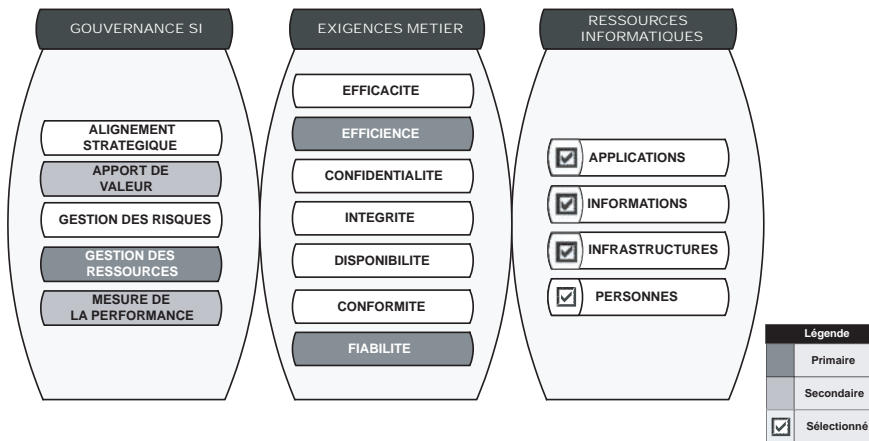 GOUVERNANCE SI
ALIGNEMENT
STRATEGIQUE
APPORT DE
VALEUR
GESTION DES RISQUES
GESTION DES
RESSOURCES
MESURE DE
LA PERFORMANCE
EXIGENCES METIER
EFFICACITE
EFFICIENCE
CONFIDENTIALITE
INTEGRITE
DISPONIBILITE
CONFORMITE
FIABILITE
RESSOURCES
INFORMATIQUES
APPLICATIONS
INFORMATIONS
INFRASTRUCTURES
PERSONNES
Légende
Primaire
Secondaire
Sélectionné